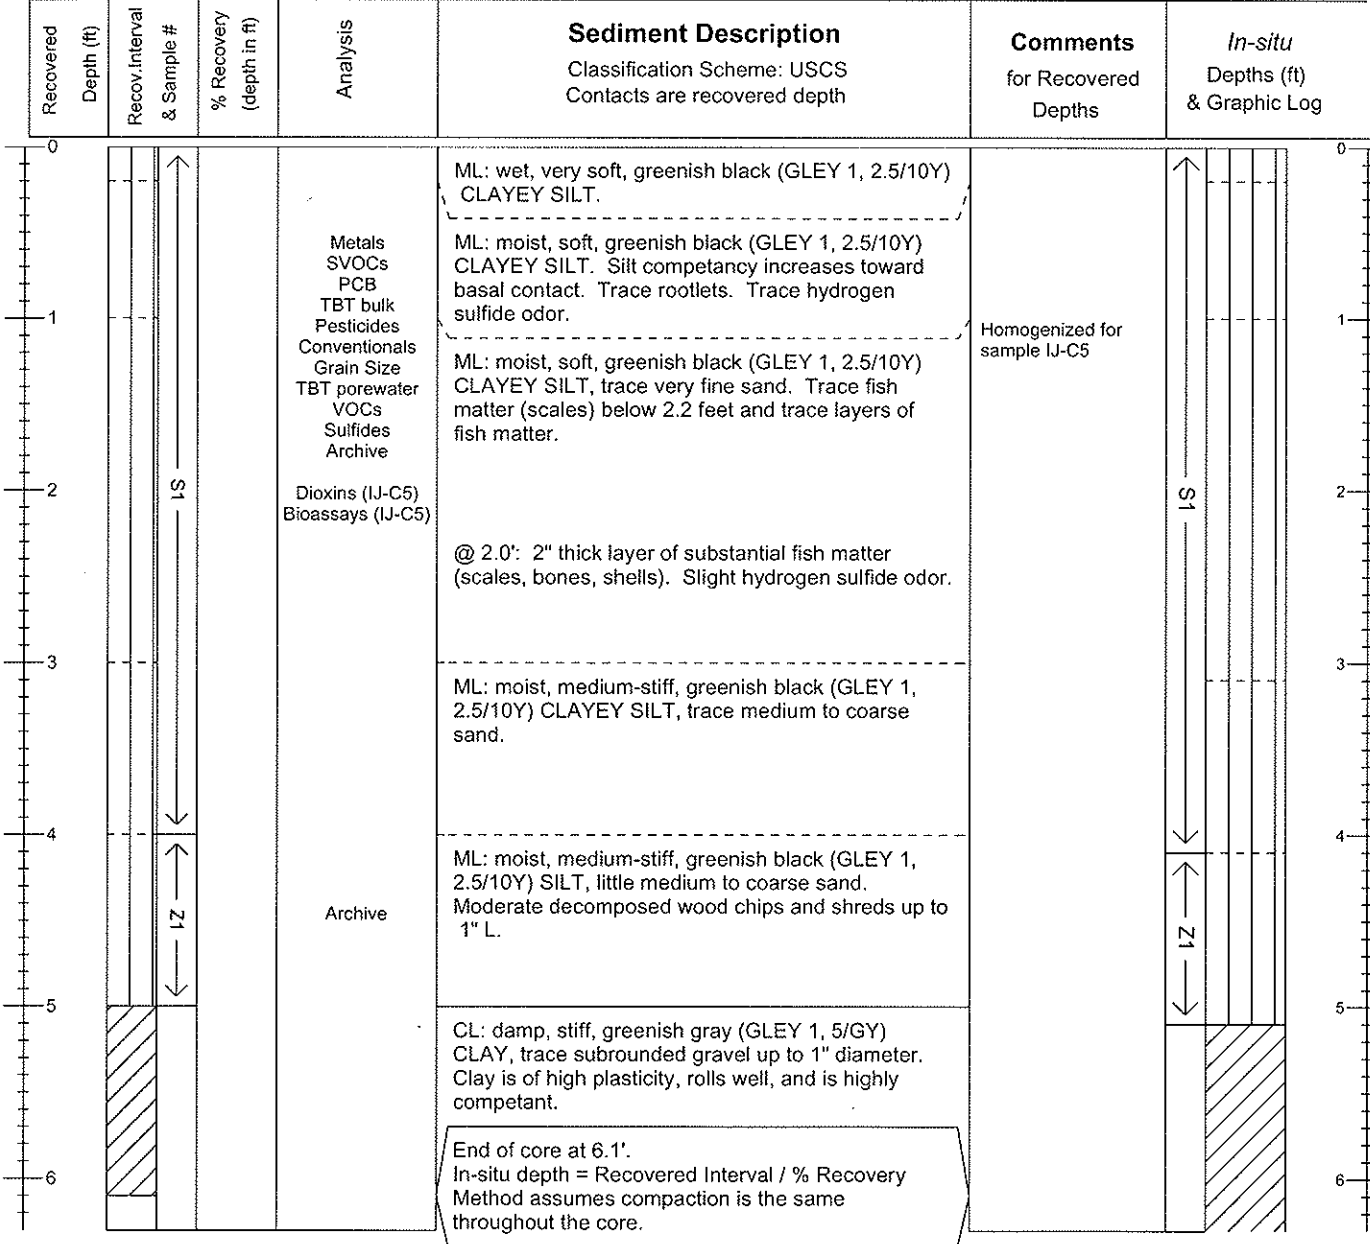 Recovered
Depth (ft)
Recov.Interval
& Sample #
% Recovery
(depth in ft)
Analysis
Sediment Description
Classification Scheme: USCS
Contacts are recovered depth
Comments
for Recovered
Depths
In-situ
Depths (ft)
& Graphic Log
0
1
2
3
4
5
6
S1
Z1
Metals
SVOCs
PCB
TBT bulk
Pesticides
Conventionals
Grain Size
TBT porewater
VOCs
Sulfides
Archive
Dioxins (IJ-C5)
Bioassays (IJ-C5)
Archive
ML: wet, very soft, greenish black (GLEY 1, 2.5/10Y)
CLAYEY SILT.
ML: moist, soft, greenish black (GLEY 1, 2.5/10Y)
CLAYEY SILT. Silt competancy increases toward
basal contact. Trace rootlets. Trace hydrogen
sulfide odor.
ML: moist, soft, greenish black (GLEY 1, 2.5/10Y)
CLAYEY SILT, trace very fine sand. Trace fish
matter (scales) below 2.2 feet and trace layers of
fish matter.
@ 2.0': 2" thick layer of substantial fish matter
(scales, bones, shells). Slight hydrogen sulfide odor.
ML: moist, medium-stiff, greenish black (GLEY 1,
2.5/10Y) CLAYEY SILT, trace medium to coarse
sand.
ML: moist, medium-stiff, greenish black (GLEY 1,
2.5/10Y) SILT, little medium to coarse sand.
Moderate decomposed wood chips and shreds up to
1" L.
CL: damp, stiff, greenish gray (GLEY 1, 5/GY)
CLAY, trace subrounded gravel up to 1" diameter.
Clay is of high plasticity, rolls well, and is highly
competant.
End of core at 6.1'.
In-situ depth = Recovered Interval / % Recovery
Method assumes compaction is the same
throughout the core.
Homogenized for
sample IJ-C5
S1
Z1
0
1
2
3
4
5
6